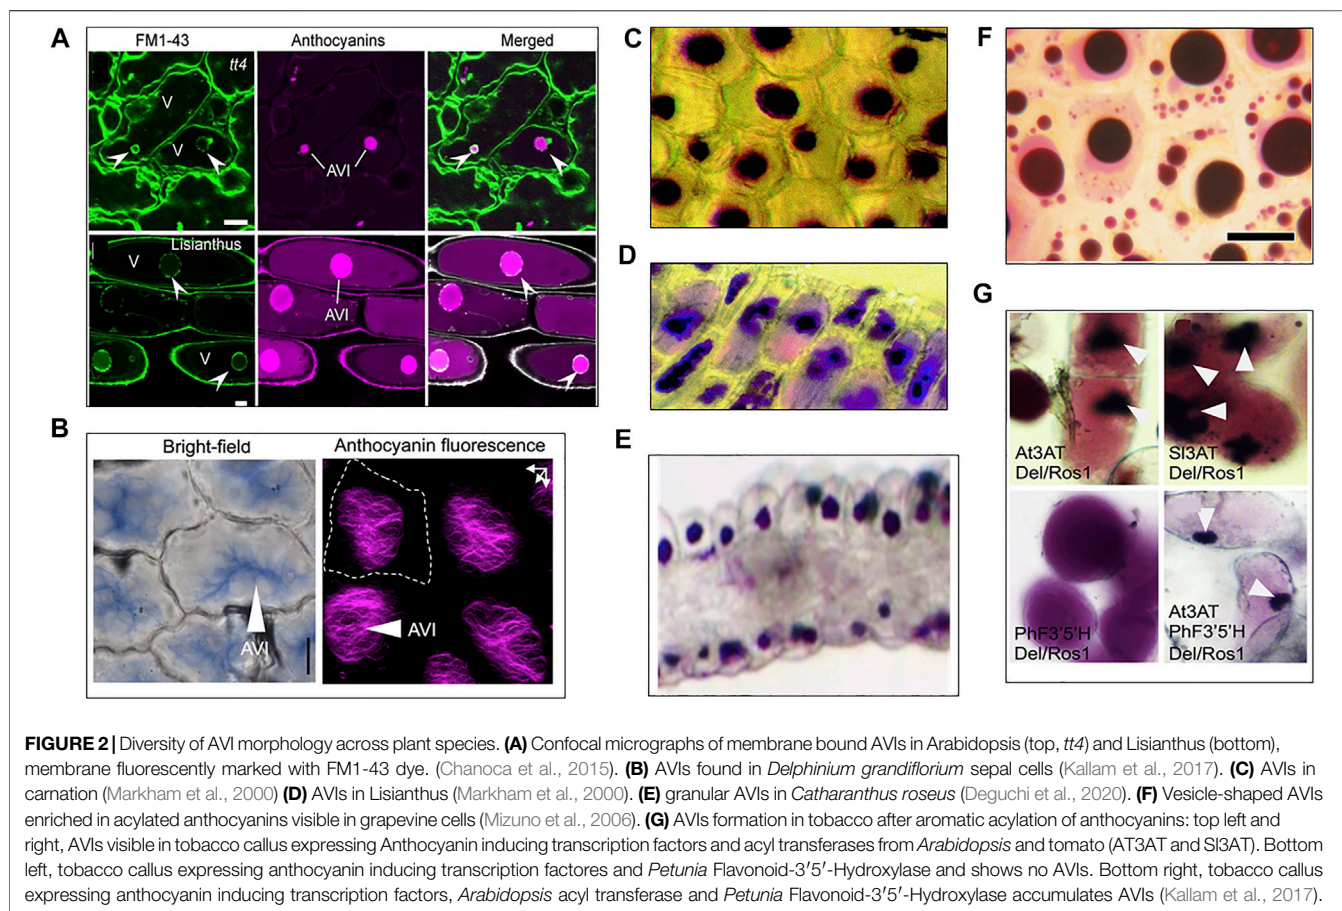 A
FM1-43
Anthocyanins
Merged
tt4
V
V
AVI
Lisianthus
V
AVI
V
B
Bright-field
Anthocyanin fluorescence
AVI
AVI
C
D
E
F
G
At3AT
Del/Ros1
Sl3AT
Del/Ros1
PhF3'5'H
Del/Ros1
At3AT
PhF3'5'H
Del/Ros1
FIGURE 2 | Diversity of AVI morphology across plant species. (A) Confocal micrographs of membrane bound AVIs in Arabidopsis (top, tt4) and Lisianthus (bottom),
membrane fluorescently marked with FM1-43 dye. (Chanoca et al., 2015). (B) AVIs found in Delphinium grandiflorium sepal cells (Kallam et al., 2017). (C) AVIs in
carnation (Markham et al., 2000) (D) AVIs in Lisianthus (Markham et al., 2000). (E) granular AVIs in Catharanthus roseus (Deguchi et al., 2020). (F) Vesicle-shaped AVIs
enriched in acylated anthocyanins visible in grapevine cells (Mizuno et al., 2006). (G) AVIs formation in tobacco after aromatic acylation of anthocyanins: top left and
right, AVIs visible in tobacco callus expressing Anthocyanin inducing transcription factors and acyl transferases from Arabidopsis and tomato (AT3AT and Sl3AT). Bottom
left, tobacco callus expressing anthocyanin inducing transcription factores and Petunia Flavonoid-3′5′-Hydroxylase and shows no AVIs. Bottom right, tobacco callus
expressing anthocyanin inducing transcription factors, Arabidopsis acyl transferase and Petunia Flavonoid-3′5′-Hydroxylase accumulates AVIs (Kallam et al., 2017).